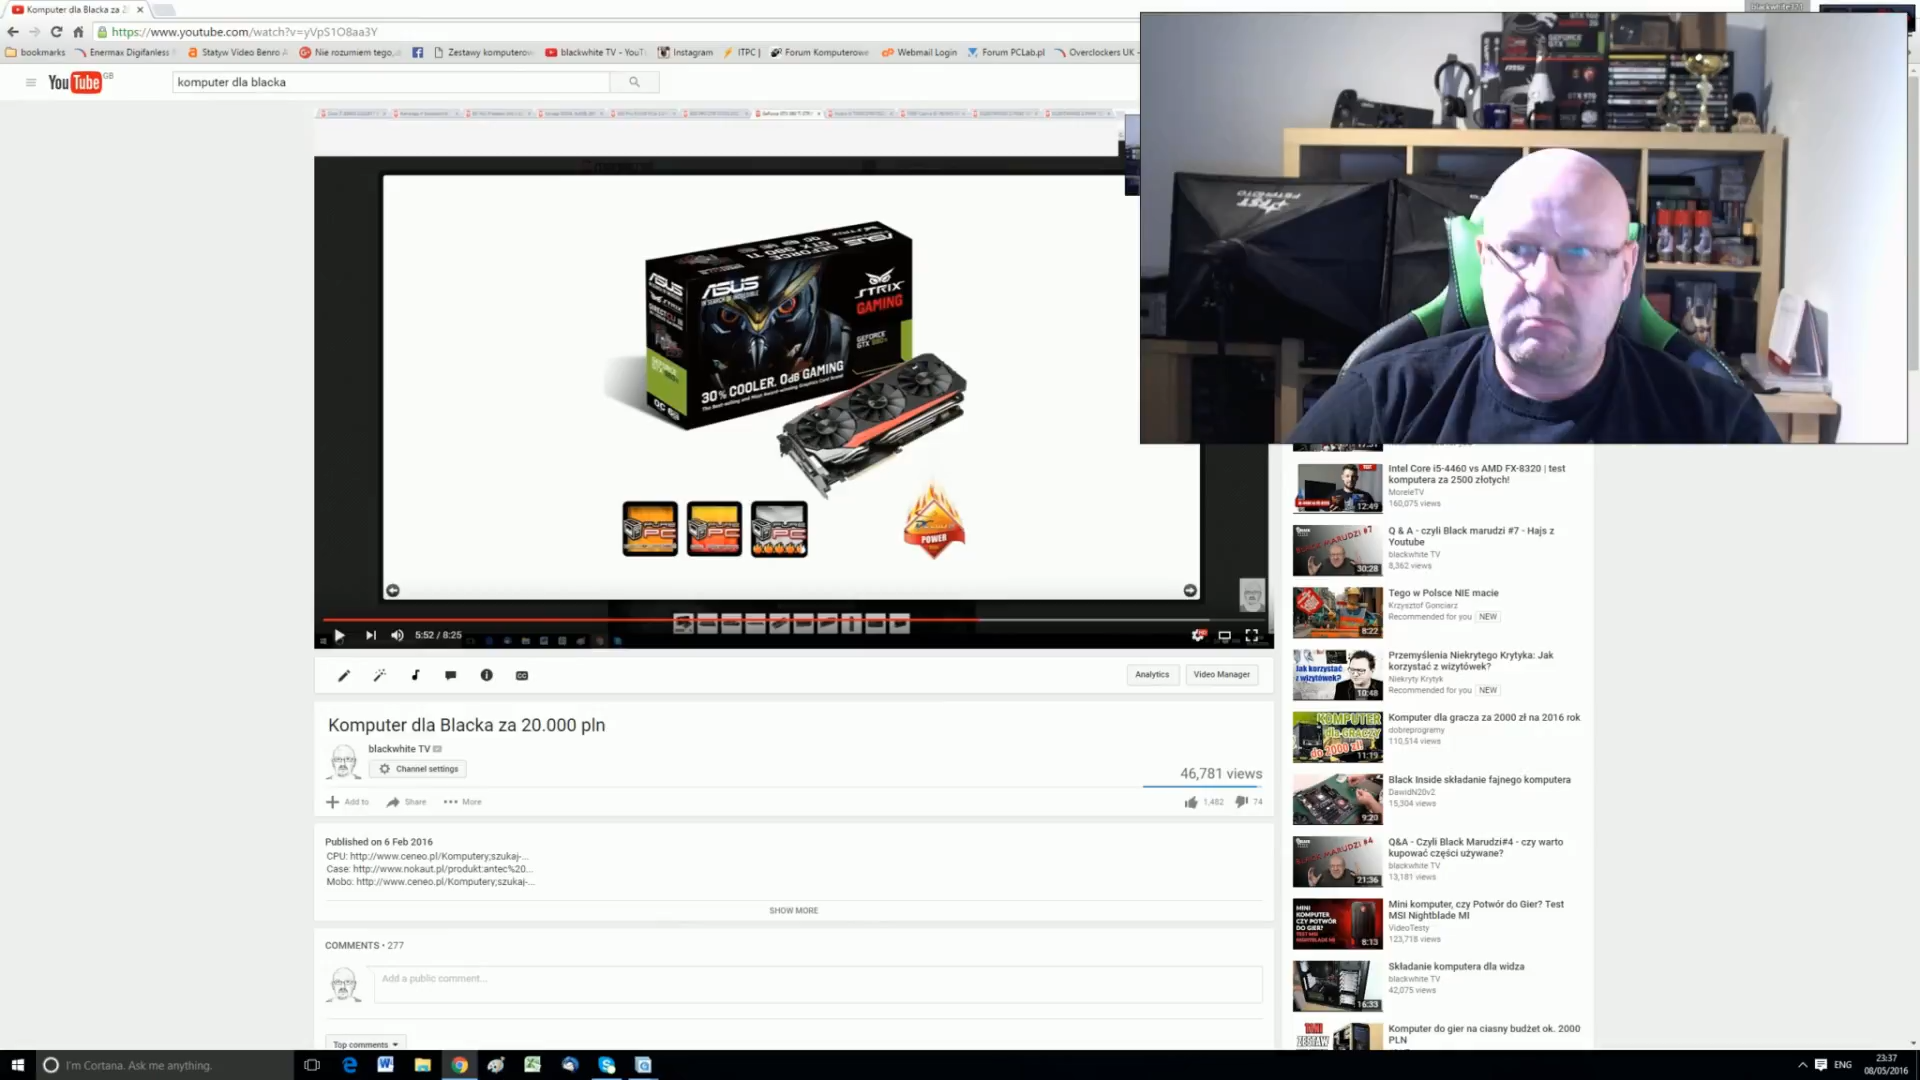 Komputer dla Blacka za 2
https://www.youtube.com/watch?v=yVpS1O8aa3Y
bookmarks
Enermax Digifanless
Statyw Video Benro A
Nie rozumiem tego,
Zestawy komputerow
blackwhite TV - YouT
Instagram
ITPC
Forum Komputerowe
Webmail Login
Forum PCLab.pl
Overclockers UK -
YouTube GB
komputer dla blacka
ASUS
STRIX
GAMING
30% COOLER. 0dB GAMING
POWER
5:52 / 8:25
Analytics
Video Manager
Komputer dla Blacka za 20.000 pln
blackwhite TV
Channel settings
46,781 views
Add to
Share
More
1,482
74
Published on 6 Feb 2016
CPU: http://www.ceneo.pl/Komputery;szukaj-...
Case: http://www.nokaut.pl/produkt:antec%20...
Mobo: http://www.ceneo.pl/Komputery;szukaj-...
SHOW MORE
COMMENTS • 277
Add a public comment...
Top comments
Intel Core i5-4460 vs AMD FX-8320 | test
komputera za 2500 złotych!
MoreleTV
160,075 views
12:49
Q & A - czyli Black marudzi #7 - Hajs z
Youtube
blackwhite TV
8,362 views
30:28
Tego w Polsce NIE macie
Krzysztof Gonciarz
Recommended for you NEW
8:22
Przemyślenia Niekrytego Krytyka: Jak
korzystać z wizytówek?
Niekryty Krytyk
Recommended for you NEW
10:48
Komputer dla gracza za 2000 zł na 2016 rok
dobreprogramy
110,514 views
11:19
Black Inside składanie fajnego komputera
DawidN20v2
15,304 views
9:20
Q&A - Czyli Black Marudzi#4 - czy warto
kupować części używane?
blackwhite TV
13,181 views
21:36
Mini komputer, czy Potwór do Gier? Test
MSI Nightblade MI
VideoTesty
123,718 views
8:13
Składanie komputera dla widza
blackwhite TV
42,075 views
16:33
Komputer do gier na ciasny budżet ok. 2000
PLN
I'm Cortana. Ask me anything.
ENG
23:37
08/05/2016